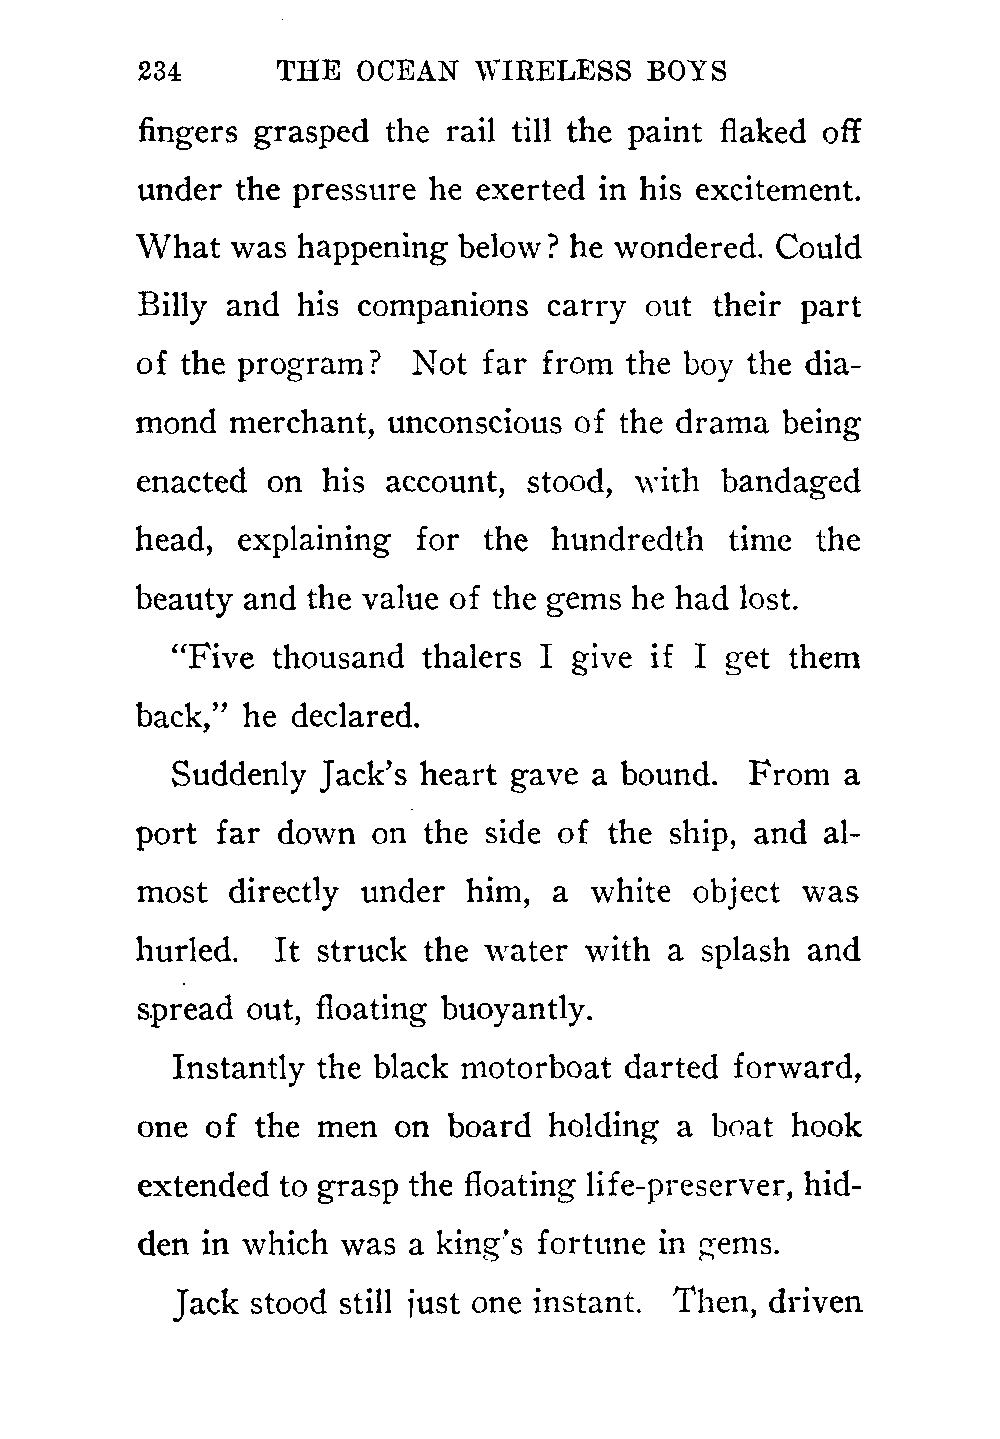 234 THE OCEAN WIRELESS BOYS
fingers grasped the rail till the paint flaked off
under the pressure he exerted in his excitement.
What was happening below? he wondered. Could
Billy and his companions carry out their part
of the program? Not far from the boy the dia-
mond merchant, unconscious of the drama being
enacted on his account, stood, with bandaged
head, explaining for the hundredth time the
beauty and the value of the gems he had lost.
“Five thousand thalers I give if I get them
back,” he declared.
Suddenly Jack’s heart gave a bound. From a
port far down on the side of the ship, and al-
most directly under him, a white object was
hurled. It struck the water with a splash and
spread out, floating buoyantly.
Instantly the black motorboat darted forward,
one of the men on board holding a boat hook
extended to grasp the floating life-preserver, hid-
den in which was a king’s fortune in gems.
Jack stood still just one instant. Then, driven